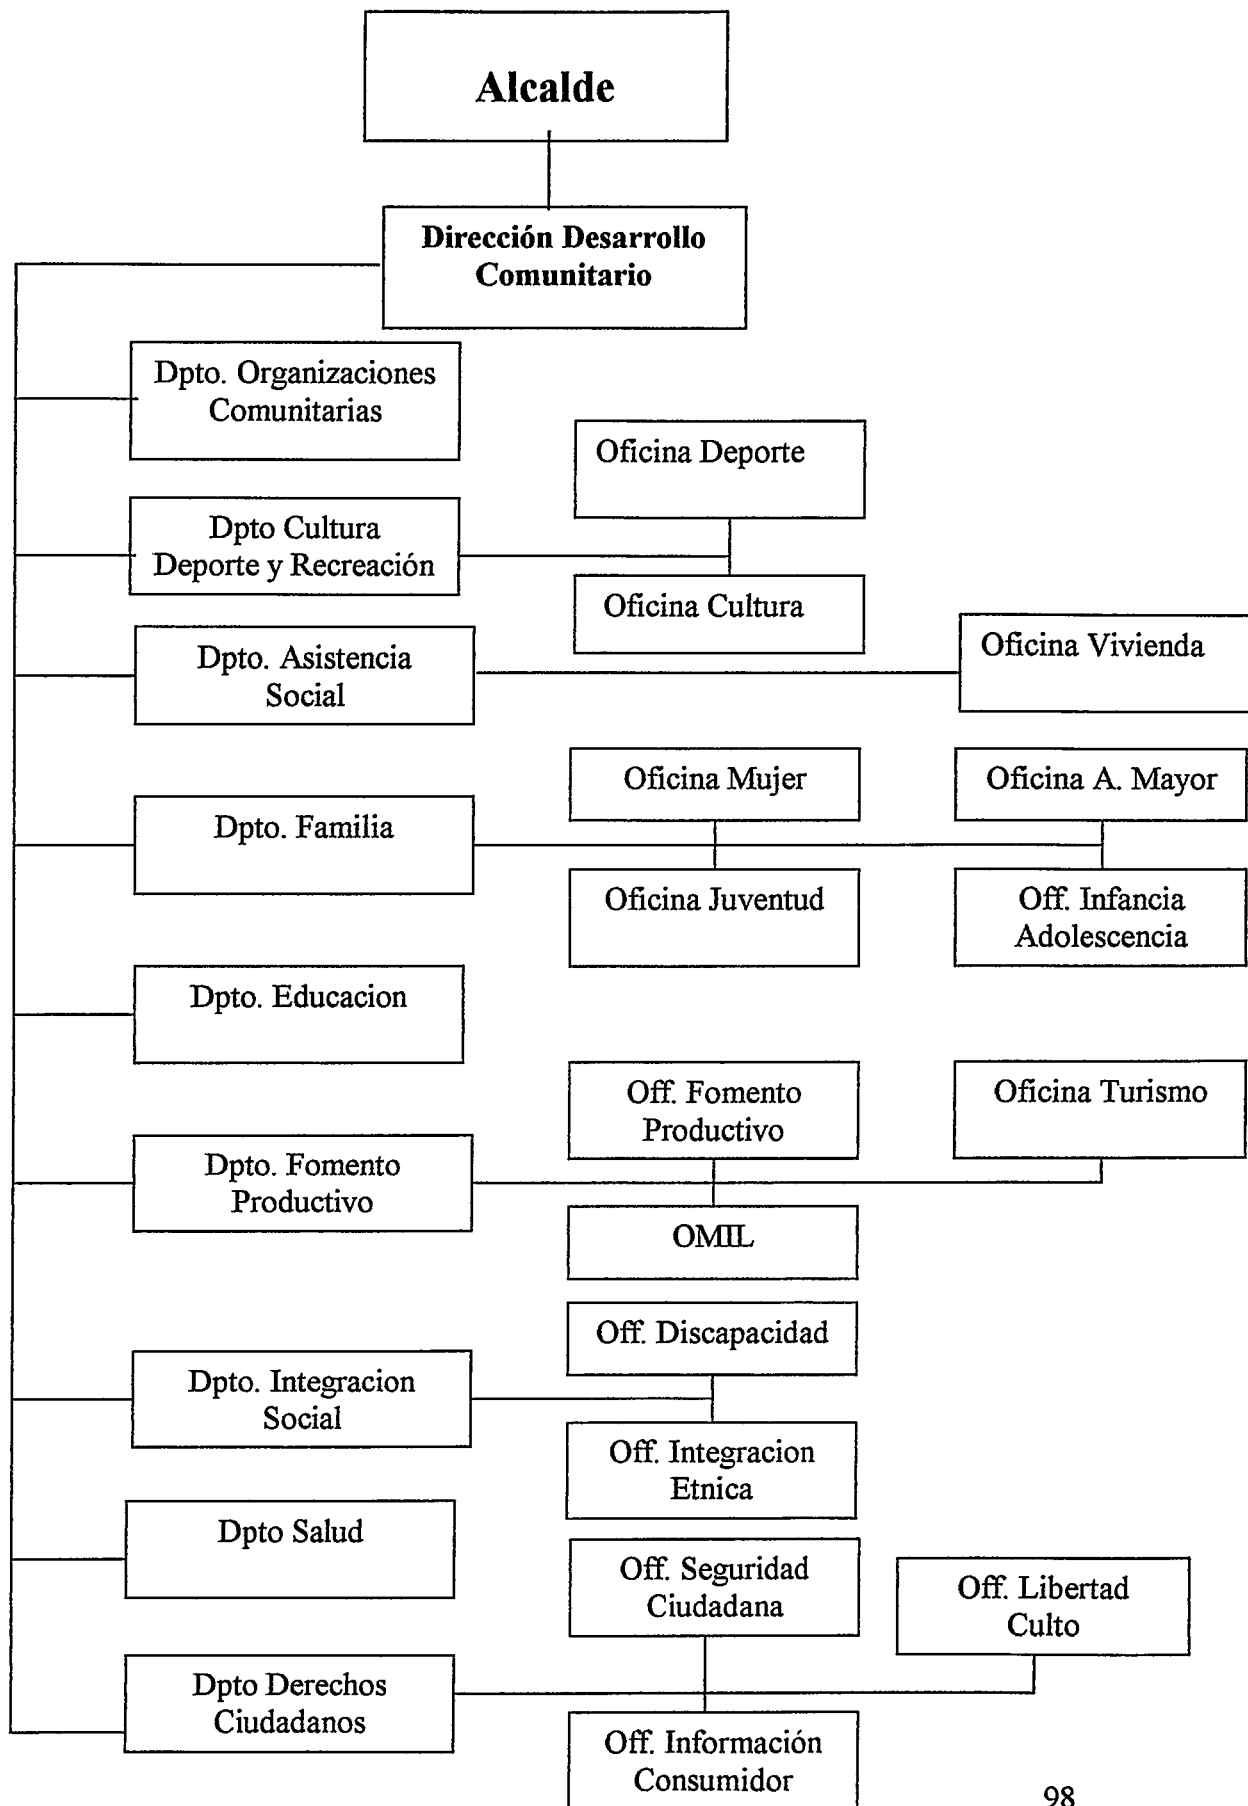 Alcalde
Dirección Desarrollo
Comunitario
Dpto. Organizaciones
Comunitarias
Oficina Deporte
Dpto Cultura
Deporte y Recreación
Oficina Cultura
Dpto. Asistencia
Social
Oficina Vivienda
Oficina Mujer
Oficina A. Mayor
Dpto. Familia
Oficina Juventud
Off. Infancia
Adolescencia
Dpto. Educacion
Off. Fomento
Productivo
Oficina Turismo
Dpto. Fomento
Productivo
OMIL
Off. Discapacidad
Dpto. Integracion
Social
Off. Integracion
Etnica
Dpto Salud
Off. Seguridad
Ciudadana
Off. Libertad
Culto
Dpto Derechos
Ciudadanos
Off. Información
Consumidor
98